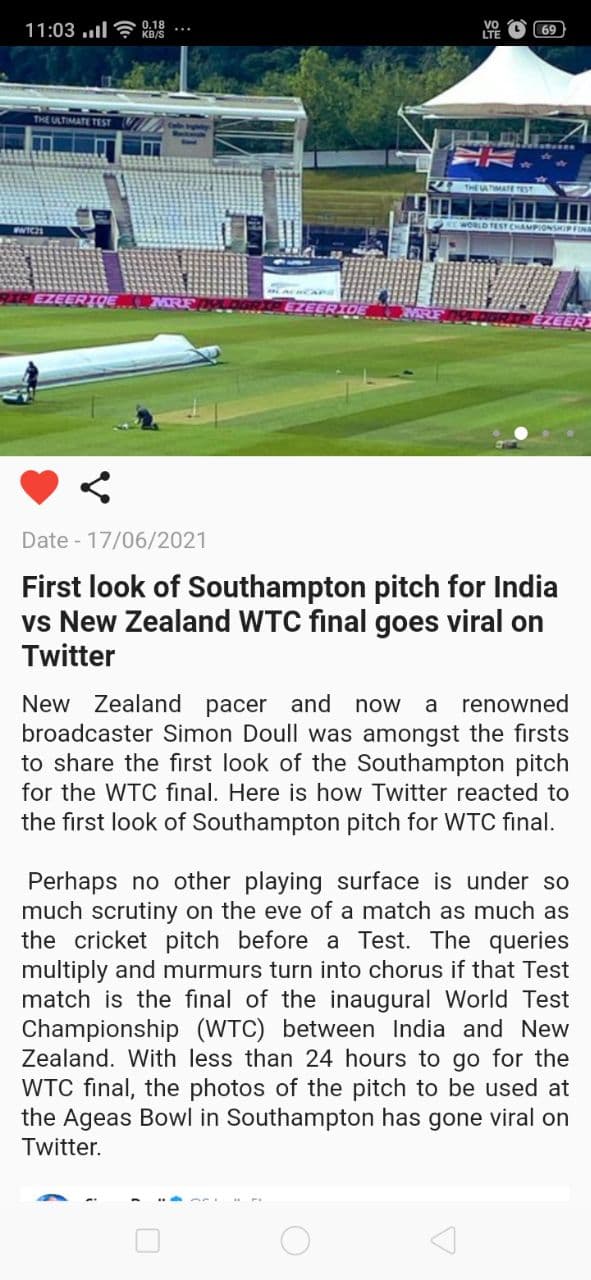 11:03
0.18
KB/S
...
VO
LTE
69
THE ULTIMATE TEST
THE ULTIMATE TEST
WORLD TEST CHAMPIONSHIP FINA
#WTC21
BLACKCAPS
EZEERIDE MRF EZEERIDE MRF EZEERI
Date - 17/06/2021
First look of Southampton pitch for India
vs New Zealand WTC final goes viral on
Twitter
New Zealand pacer and now a renowned
broadcaster Simon Doull was amongst the firsts
to share the first look of the Southampton pitch
for the WTC final. Here is how Twitter reacted to
the first look of Southampton pitch for WTC final.
Perhaps no other playing surface is under so
much scrutiny on the eve of a match as much as
the cricket pitch before a Test. The queries
multiply and murmurs turn into chorus if that Test
match is the final of the inaugural World Test
Championship (WTC) between India and New
Zealand. With less than 24 hours to go for the
WTC final, the photos of the pitch to be used at
the Ageas Bowl in Southampton has gone viral on
Twitter.